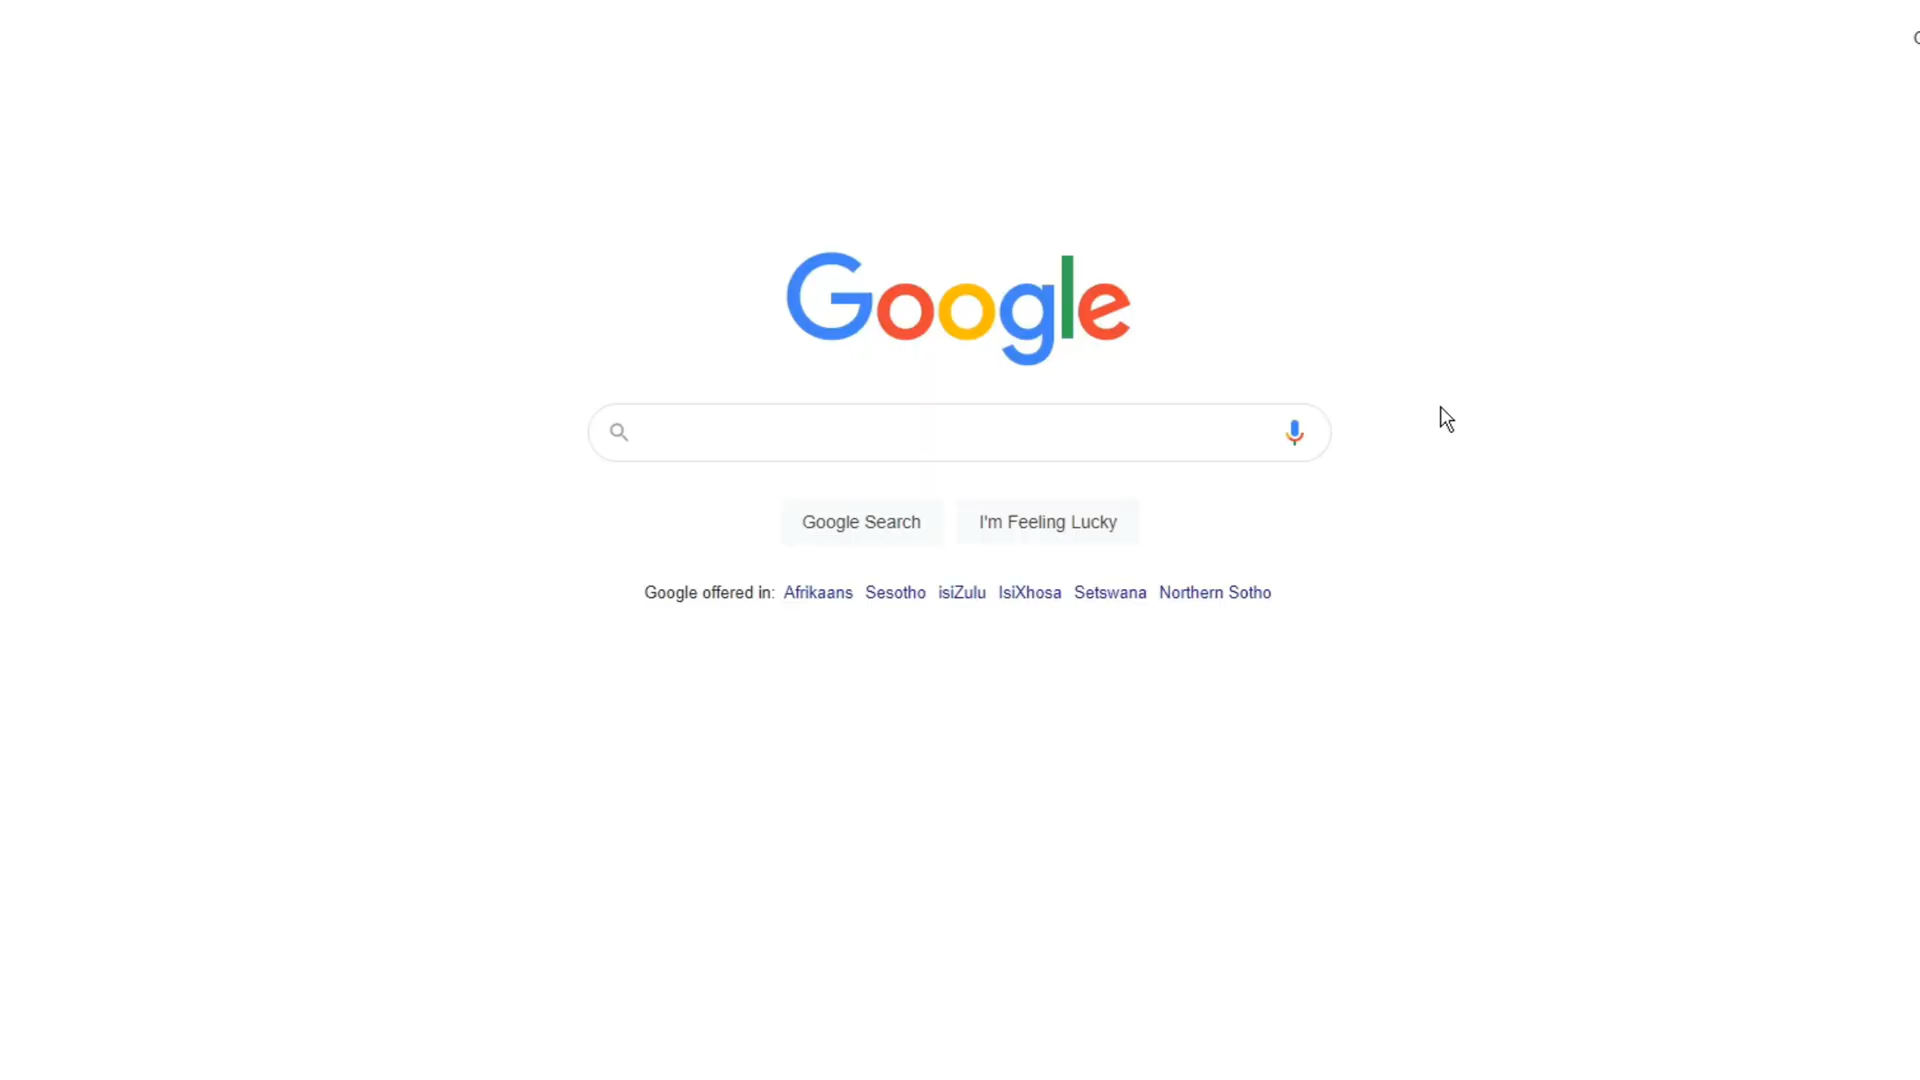 Google
Google Search I'm Feeling Lucky
Google offered in: Afrikaans Sesotho isiZulu IsiXhosa Setswana Northern Sotho